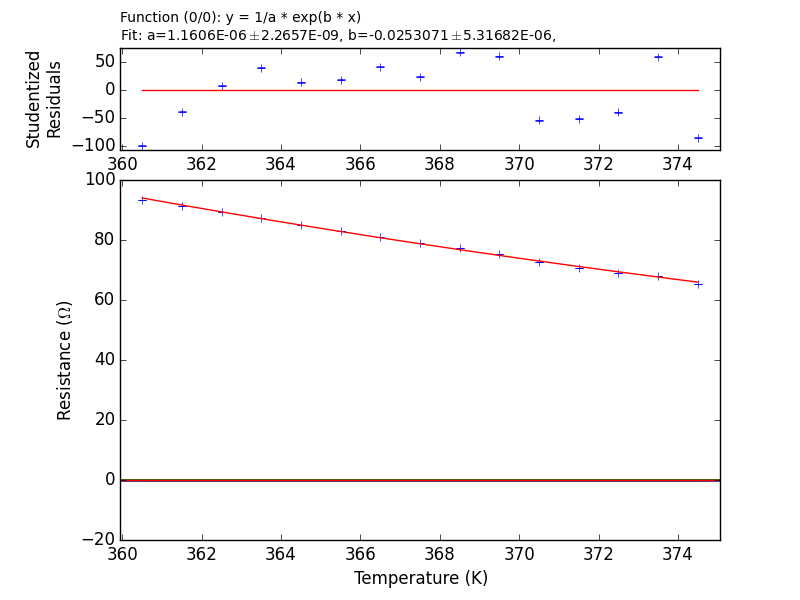 Function (0/0): y = 1/a * exp(b * x)
Fit: a=1.1606E-06±2.2657E-09, b=-0.0253071±5.31682E-06,
Studentized
Residuals
50
0
−50
−100
360 362 364 366 368 370 372 374
Resistance (Ω)
100
80
60
40
20
0
−20
360 362 364 366 368 370 372 374
Temperature (K)